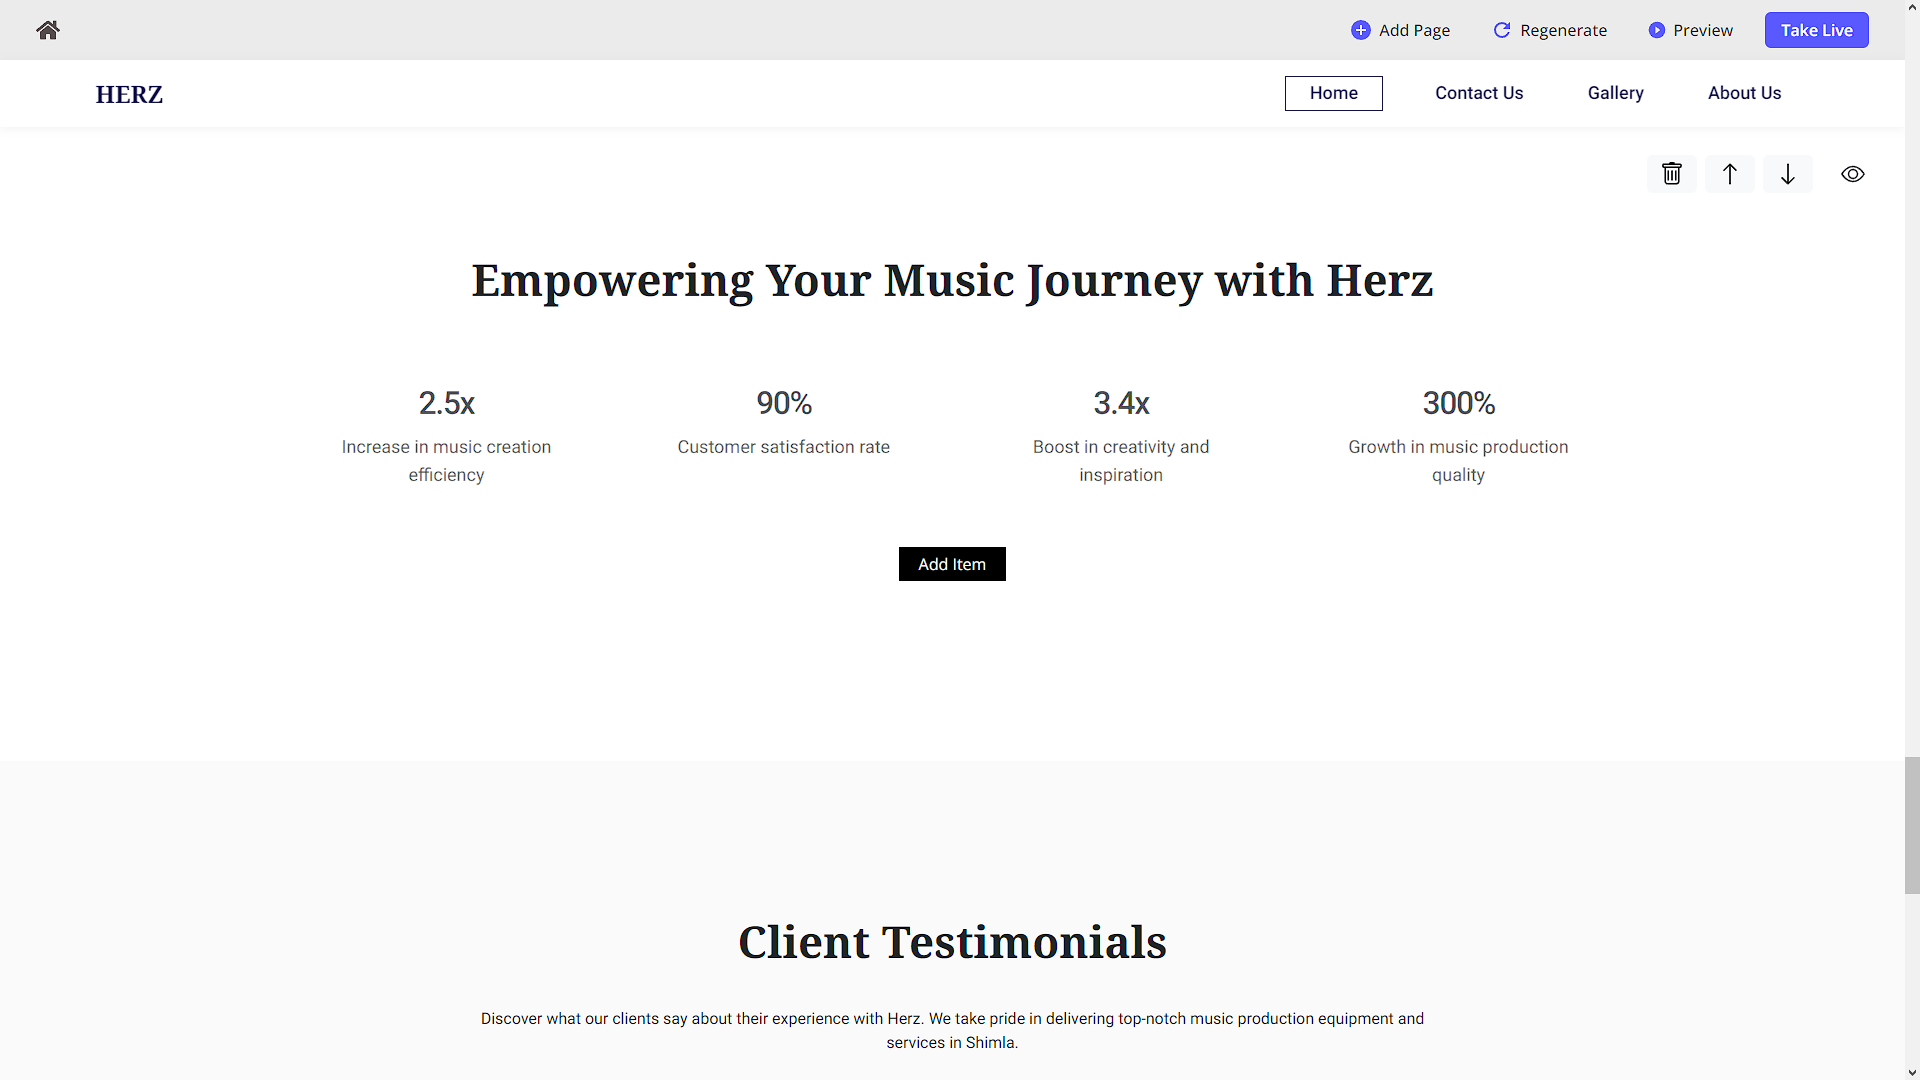 Add Page
Regenerate
Preview
Take Live
HERZ
Home
Contact Us
Gallery
About Us
Empowering Your Music Journey with Herz
2.5x
Increase in music creation
efficiency
90%
Customer satisfaction rate
3.4x
Boost in creativity and
inspiration
300%
Growth in music production
quality
Add Item
Client Testimonials
Discover what our clients say about their experience with Herz. We take pride in delivering top-notch music production equipment and
services in Shimla.